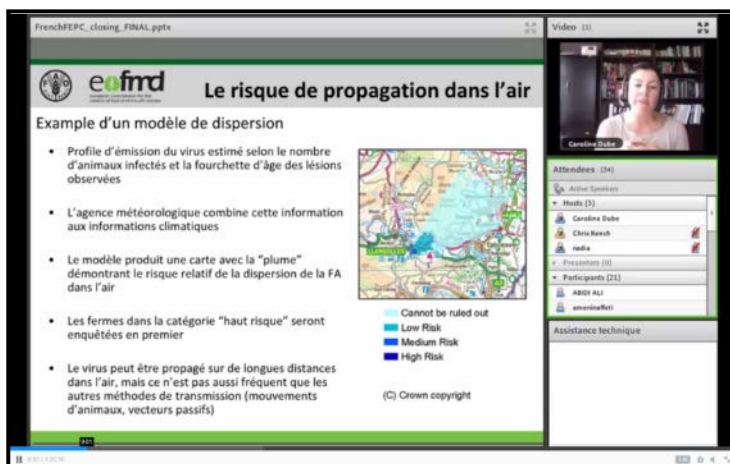 FrenchFEPC_closing_FINAL.pptx
eofmd
Le risque de propagation dans l'air
Example d'un modèle de dispersion
• Profile d'émission du virus estimé selon le nombre
d'animaux infectés et la fourchette d'âge des lésions
observées
• L'agence météorologique combine cette information
aux informations climatiques
• Le modèle produit une carte avec la "plume"
démontrant le risque relatif de la dispersion de la FA
dans l'air
• Les fermes dans la catégorie "haut risque" seront
enquêtées en premier
• Le virus peut être propagé sur de longues distances
dans l'air, mais ce n'est pas aussi fréquent que les
autres méthodes de transmission (mouvements
d'animaux, vecteurs passifs)
LLANGOLLEN
Cannot be ruled out
Low Risk
Medium Risk
High Risk
(C) Crown copyright
Video (1)
Caroline Dube
Attendees (24)
Active Speakers
Hosts (3)
Caroline Dube
nadia
Presenters (0)
Participants (21)
ABIDI ALI
Assistance technique